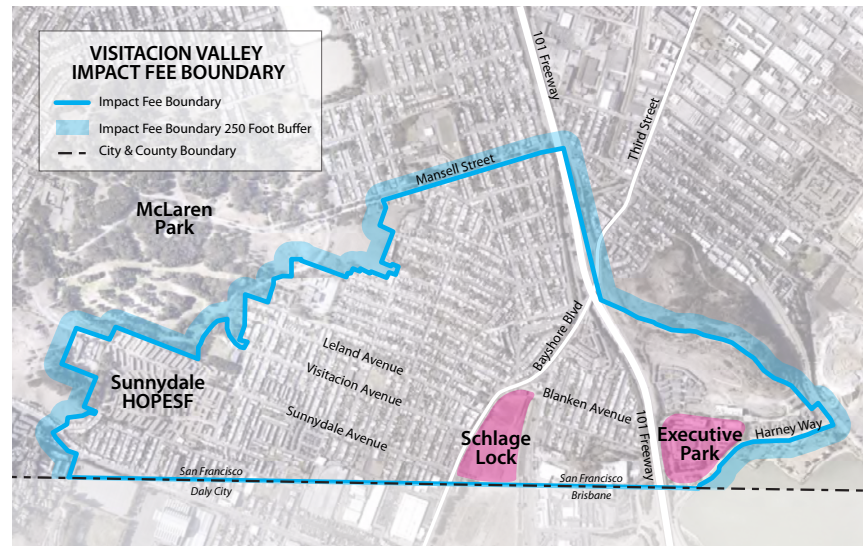 VISITACION VALLEY
IMPACT FEE BOUNDARY
Impact Fee Boundary
Impact Fee Boundary 250 Foot Buffer
City & County Boundary
101 Freeway
Third Street
Mansell Street
McLaren
Park
Bayshore Blvd
Leland Avenue
Visitacion Avenue
Sunnydale Avenue
Sunnydale
HOPESF
Blanken Avenue
Schlage
Lock
101 Freeway
Executive
Park
Harney Way
San Francisco
Daly City
San Francisco
Brisbane